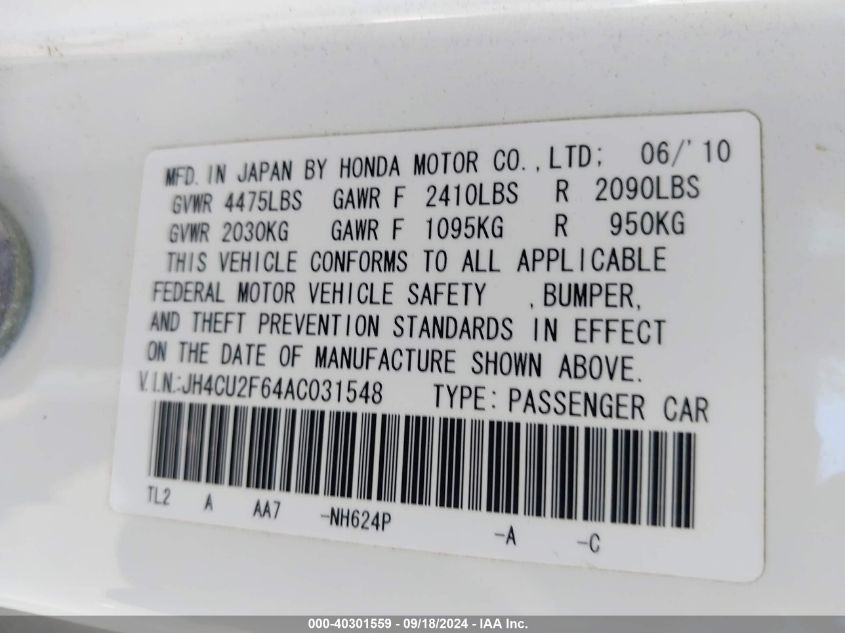 MFD. IN JAPAN BY HONDA MOTOR CO., LTD; 06/'10
GVWR 4475LBS GAWR F 2410LBS R 2090LBS
GVWR 2030KG GAWR F 1095KG R 950KG
THIS VEHICLE CONFORMS TO ALL APPLICABLE
FEDERAL MOTOR VEHICLE SAFETY , BUMPER,
AND THEFT PREVENTION STANDARDS IN EFFECT
ON THE DATE OF MANUFACTURE SHOWN ABOVE.
V.I.N.:JH4CU2F64AC031548 TYPE: PASSENGER CAR
TL2 A AA7 -NH624P -A -C
000-40301559 - 09/18/2024 - IAA Inc.